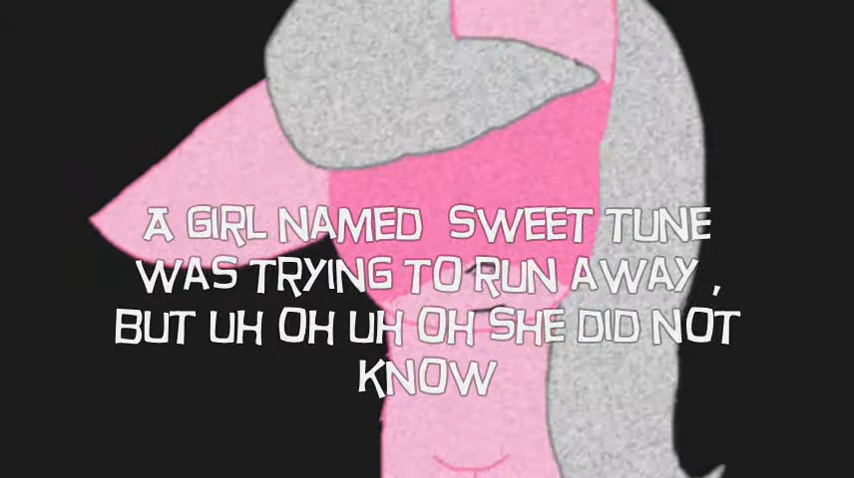 A GIRL NAMED SWEET TUNE
WAS TRYING TO RUN AWAY ,
BUT UH OH UH OH SHE DID NOT
KNOW